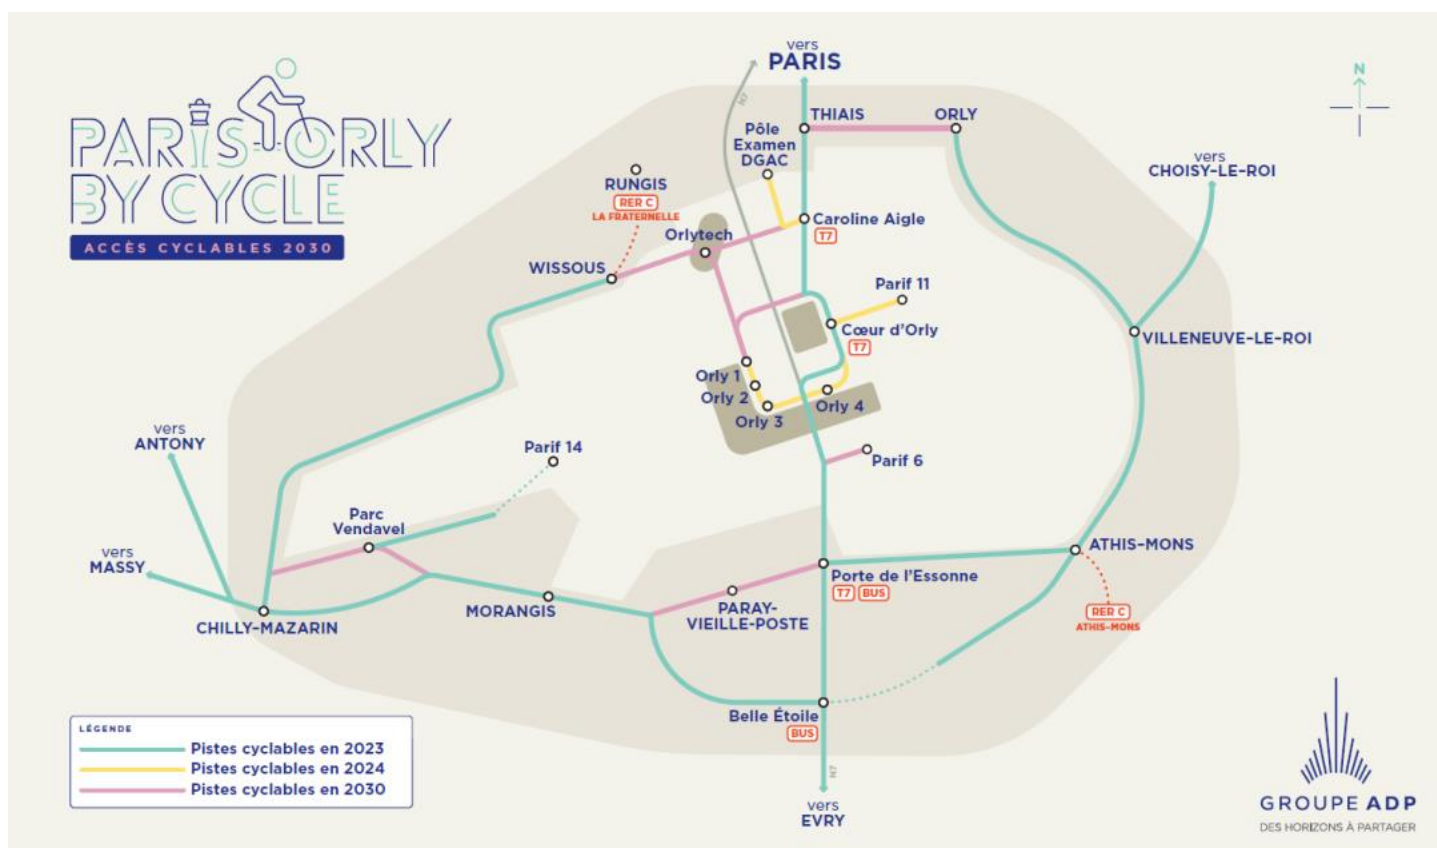 PARIS-ORLY
BY CYCLE
ACCÈS CYCLABLES 2030
vers
PARIS
N7
N
THIAIS
ORLY
Pôle
Examen
DGAC
vers
CHOISY-LE-ROI
RUNGIS
RER C
LA FRATERNELLE
Caroline Aigle
T7
Orlytech
WISSOUS
Parif 11
Cœur d'Orly
T7
VILLENEUVE-LE-ROI
Orly 1
Orly 2
Orly 3
Orly 4
vers
ANTONY
Parif 14
Parif 6
Parc
Vendavel
vers
MASSY
ATHIS-MONS
Porte de l'Essonne
T7
BUS
CHILLY-MAZARIN
MORANGIS
PARAY-
VIEILLE-POSTE
RER C
ATHIS-MONS
Belle Étoile
BUS
N7
vers
EVRY
LÉGENDE
Pistes cyclables en 2023
Pistes cyclables en 2024
Pistes cyclables en 2030
GROUPE ADP
DES HORIZONS À PARTAGER